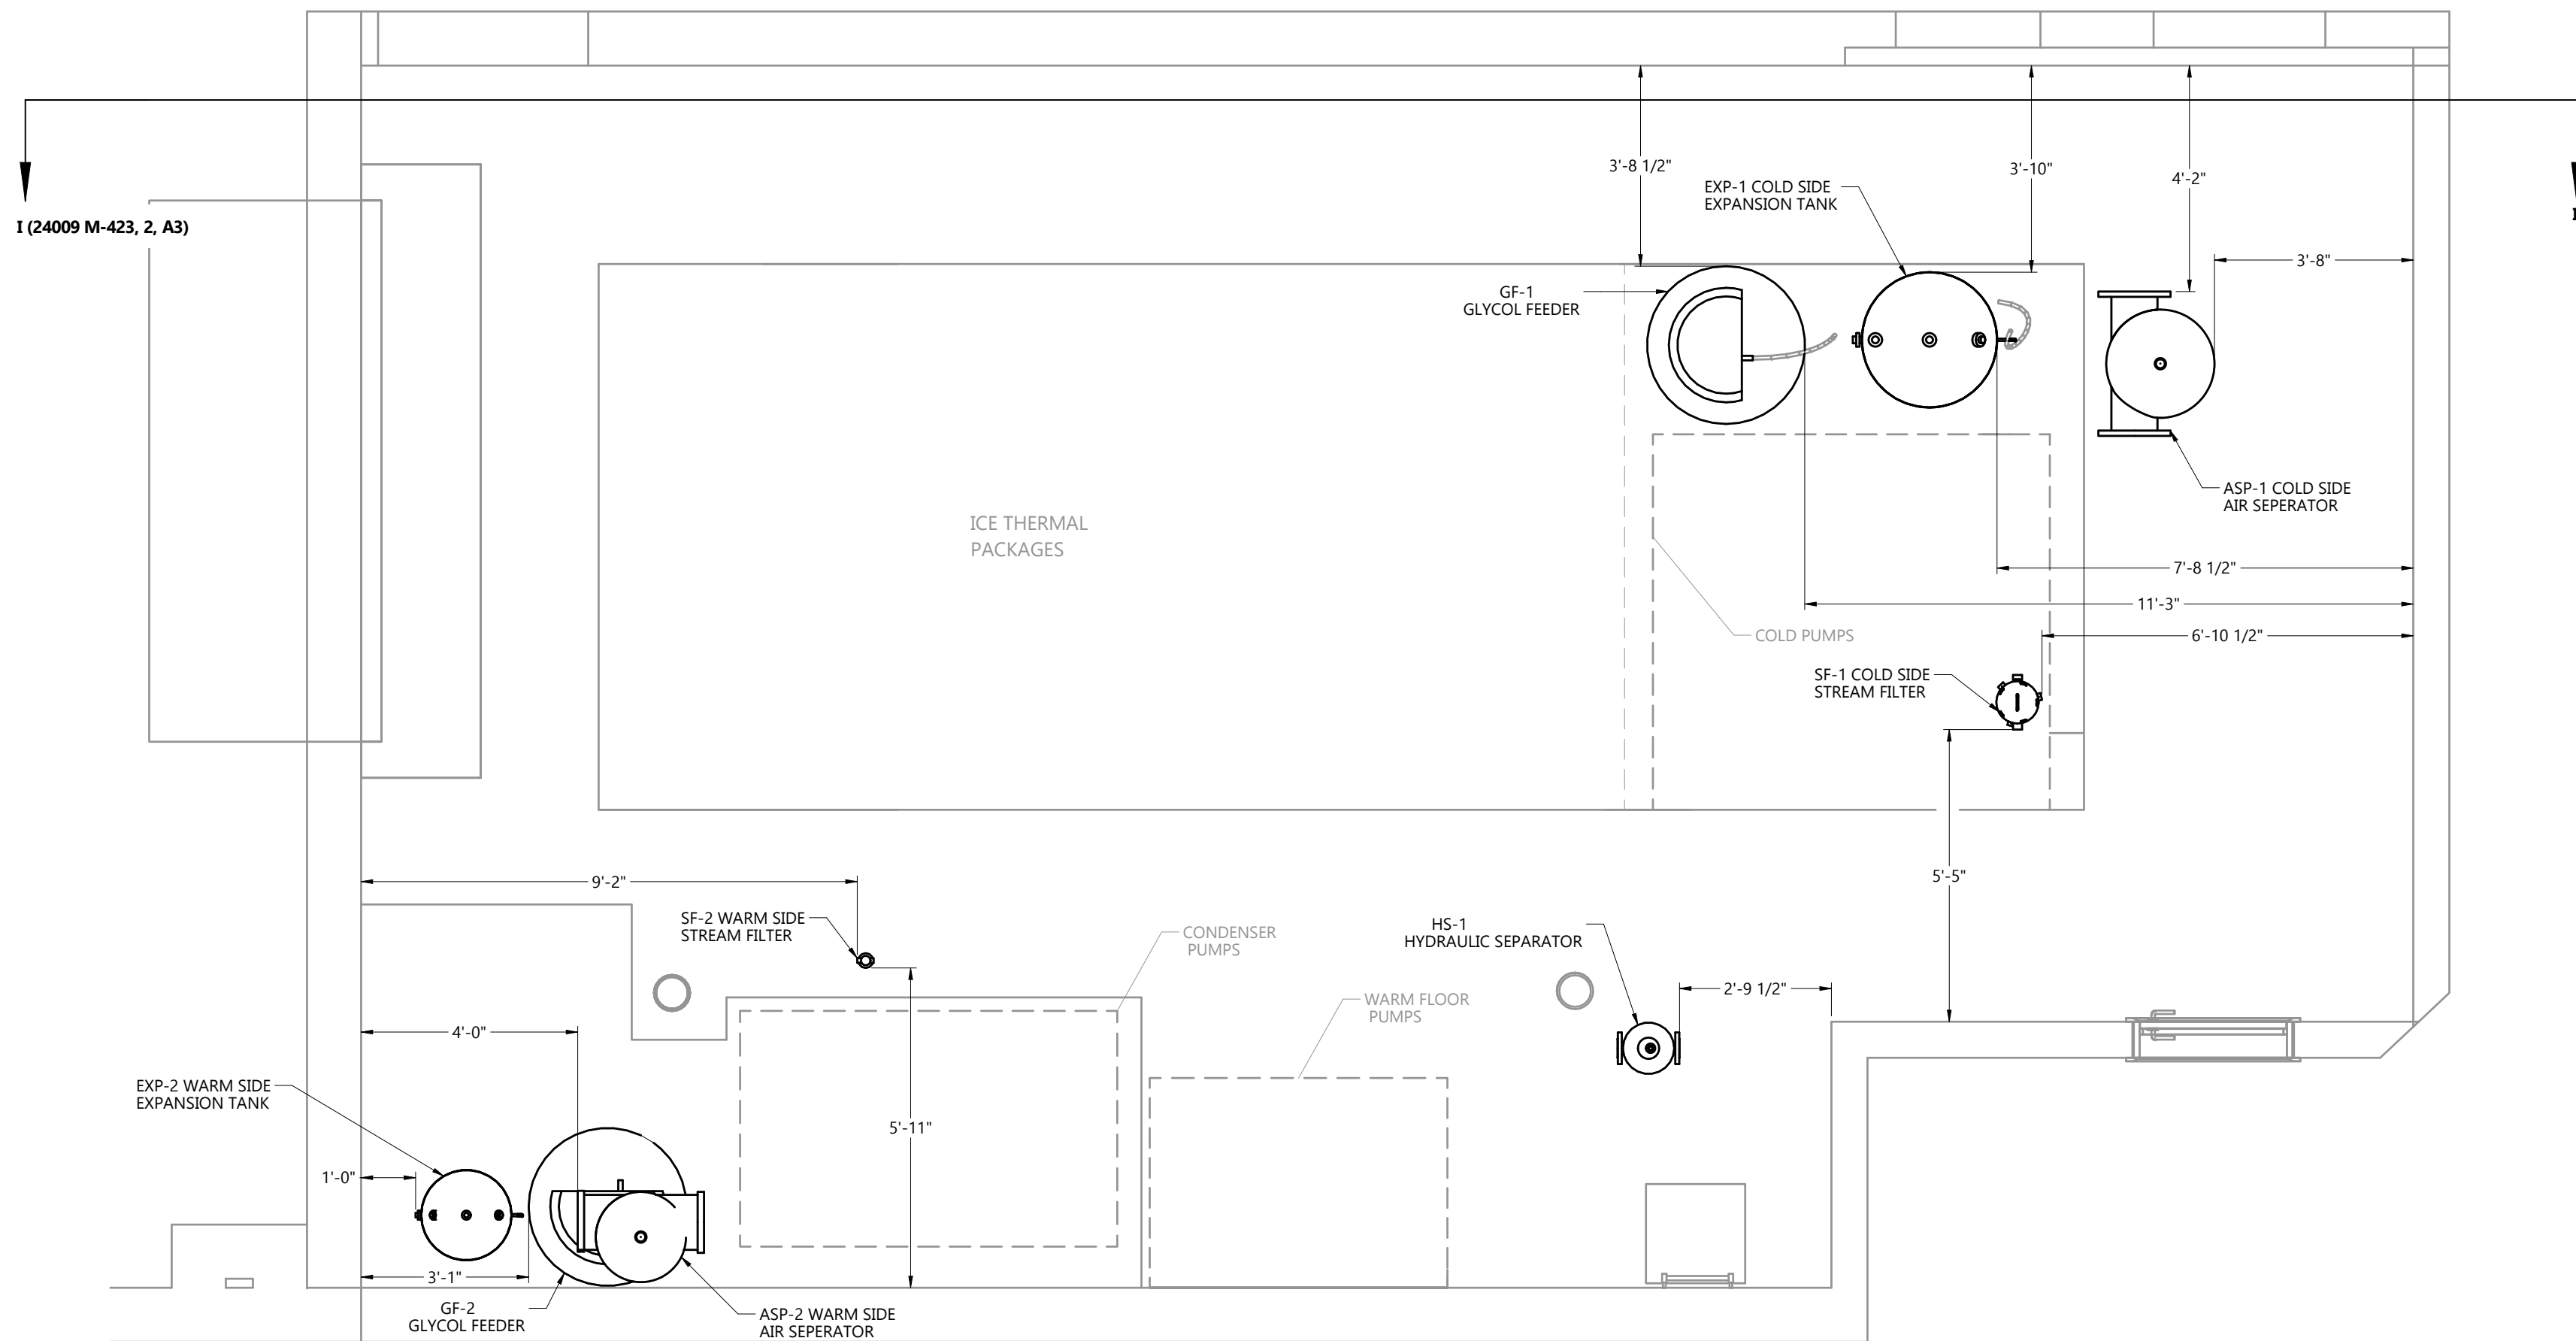 3'-8 1/2"
3'-10"
4'-2"
EXP-1 COLD SIDE
EXPANSION TANK
I (24009 M-423, 2, A3)
3'-8"
GF-1
GLYCOL FEEDER
ASP-1 COLD SIDE
AIR SEPERATOR
ICE THERMAL
PACKAGES
7'-8 1/2"
11'-3"
COLD PUMPS
6'-10 1/2"
SF-1 COLD SIDE
STREAM FILTER
9'-2"
5'-5"
SF-2 WARM SIDE
STREAM FILTER
CONDENSER
PUMPS
HS-1
HYDRAULIC SEPARATOR
2'-9 1/2"
WARM FLOOR
PUMPS
4'-0"
EXP-2 WARM SIDE
EXPANSION TANK
5'-11"
1'-0"
3'-1"
GF-2
GLYCOL FEEDER
ASP-2 WARM SIDE
AIR SEPERATOR